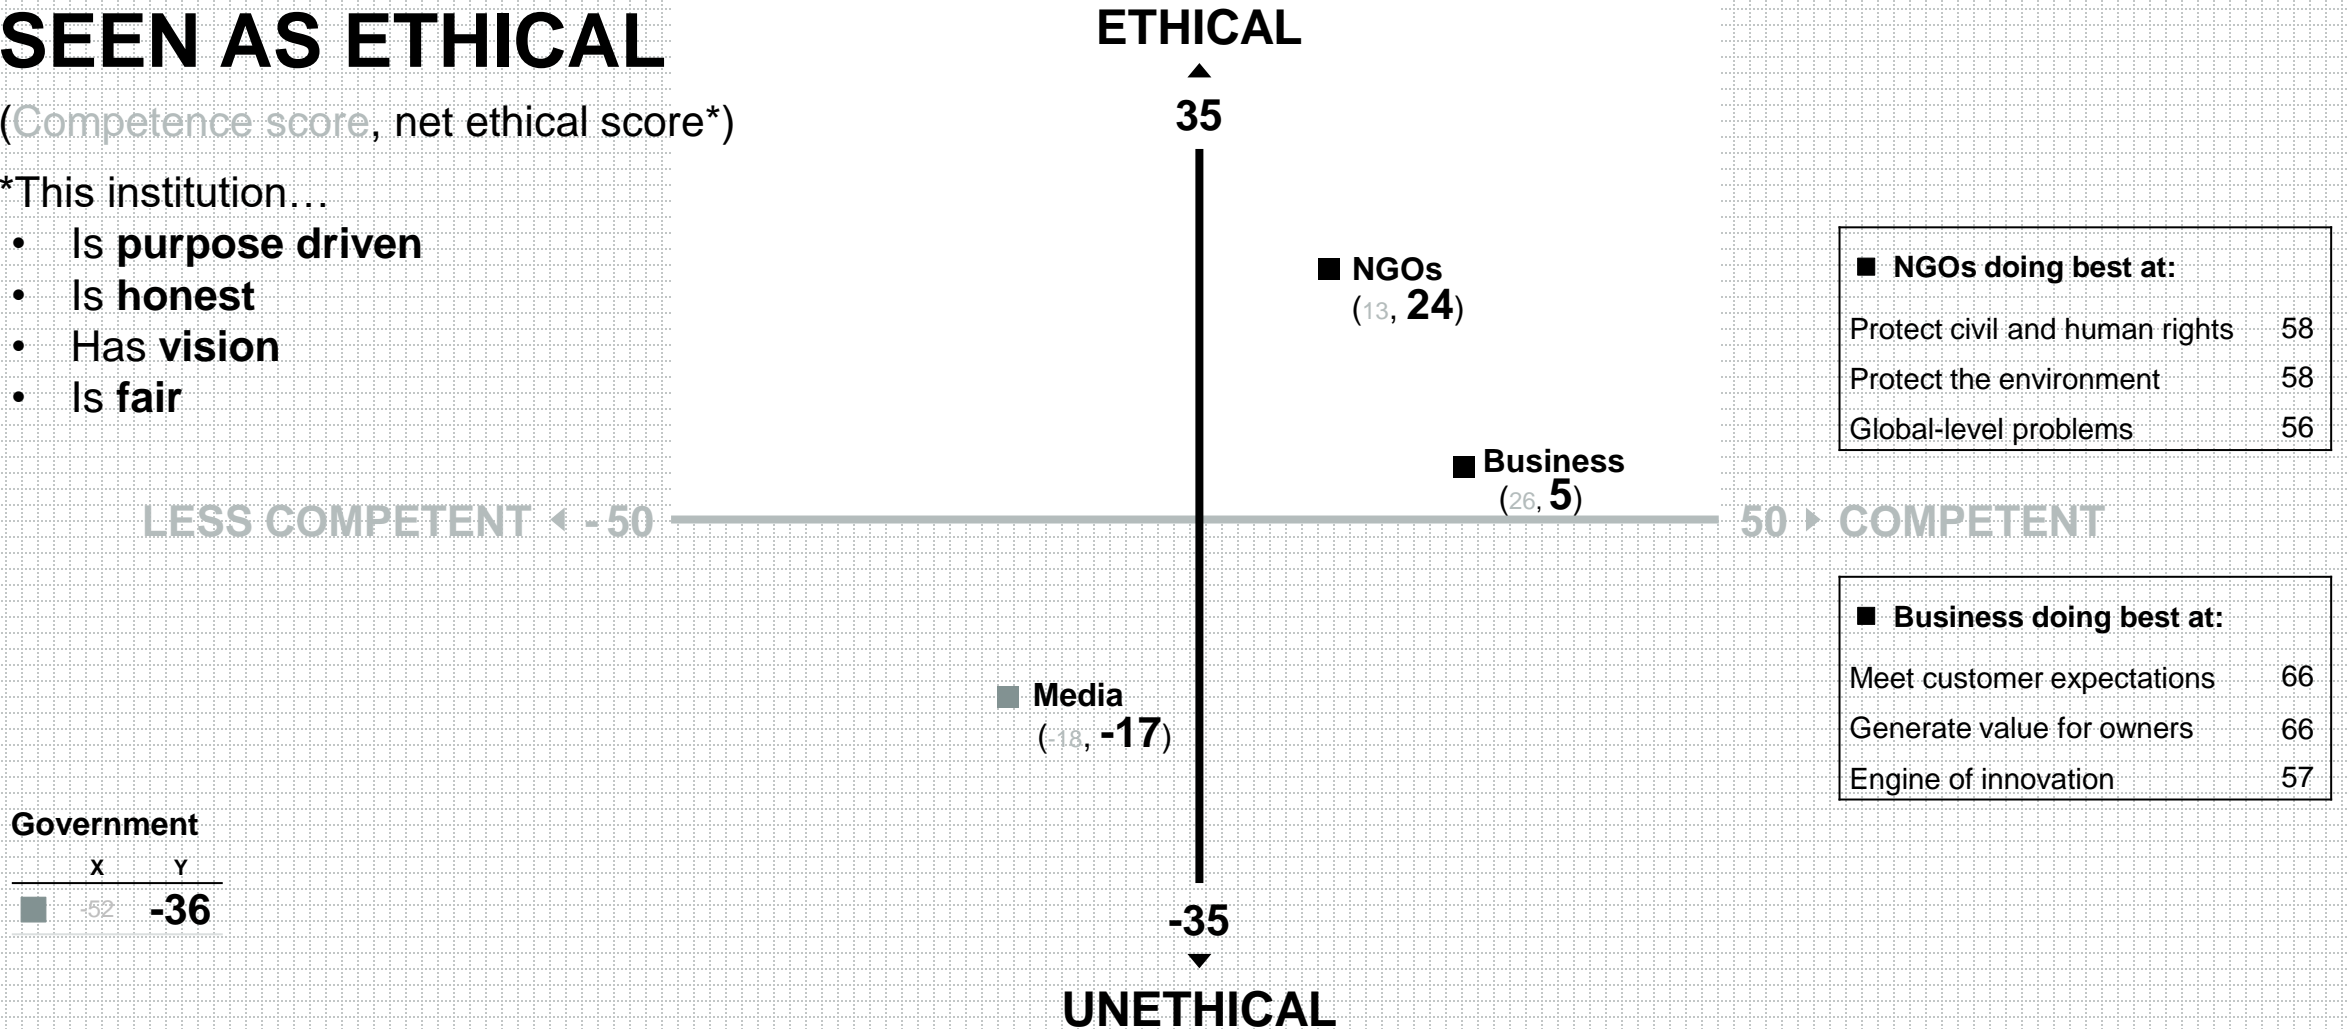 SEEN AS ETHICAL
(Competence score, net ethical score*)
*This institution…
• Is purpose driven
• Is honest
• Has vision
• Is fair
ETHICAL
35
NGOs
(13, 24)
Business
(26, 5)
LESS COMPETENT
- 50
50
COMPETENT
Media
(-18, -17)
-35
UNETHICAL
Government
X Y
-52 -36
NGOs doing best at:
Protect civil and human rights 58
Protect the environment 58
Global-level problems 56
Business doing best at:
Meet customer expectations 66
Generate value for owners 66
Engine of innovation 57